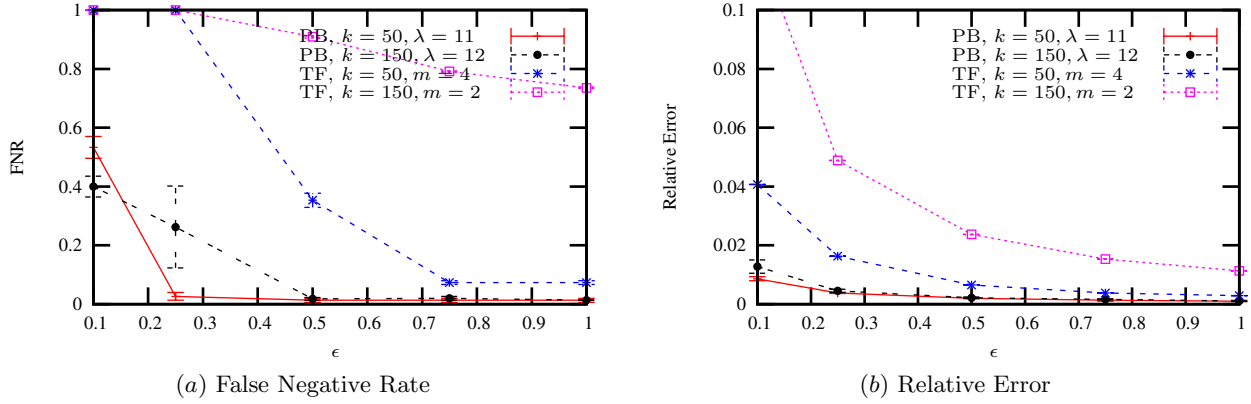 1
0.8
0.6
0.4
0.2
0
FNR
0.1 0.2 0.3 0.4 0.5 0.6 0.7 0.8 0.9 1
ϵ
PB, k = 50, λ = 11
PB, k = 150, λ = 12
TF, k = 50, m = 4
TF, k = 150, m = 2
(a) False Negative Rate
0.1
0.08
0.06
0.04
0.02
0
Relative Error
0.1 0.2 0.3 0.4 0.5 0.6 0.7 0.8 0.9 1
ϵ
PB, k = 50, λ = 11
PB, k = 150, λ = 12
TF, k = 50, m = 4
TF, k = 150, m = 2
(b) Relative Error